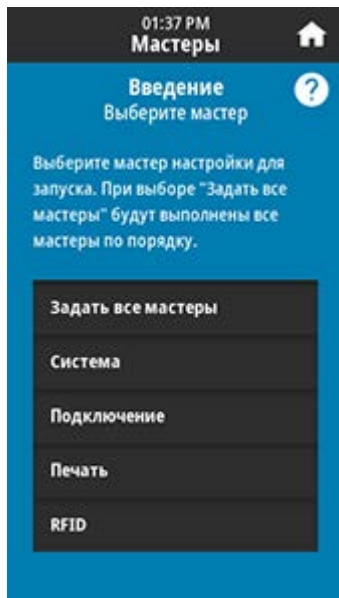 01:37 PM
Мастеры
Введение
?
Выберите мастер
Выберите мастер настройки для
запуска. При выборе "Задать все
мастеры" будут выполнены все
мастеры по порядку.
Задать все мастеры
Система
Подключение
Печать
RFID